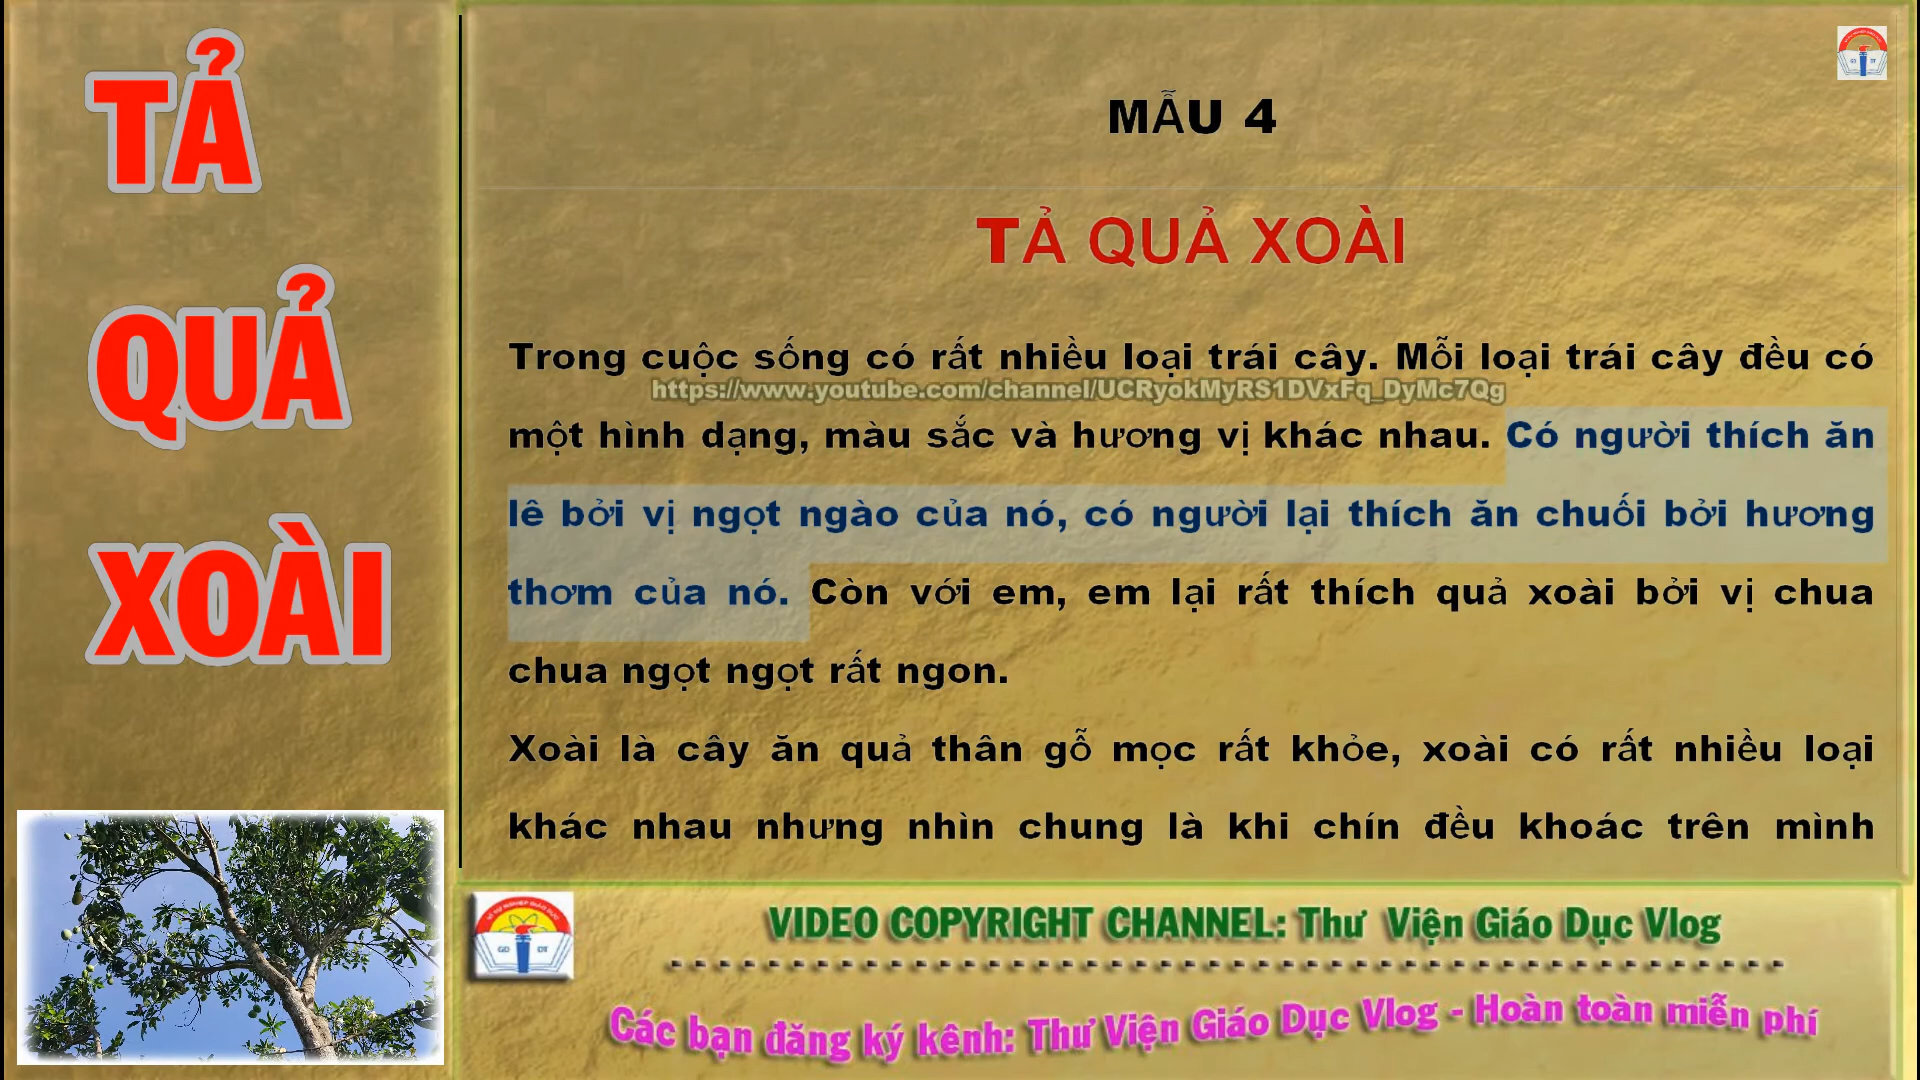 TẢ
QUẢ
XOÀI
MẪU 4
TẢ QUẢ XOÀI
Trong cuộc sống có rất nhiều loại trái cây. Mỗi loại trái cây đều có
https://www.youtube.com/channel/UCRyokMyRS1DVxFq_DyMc7Qg
một hình dạng, màu sắc và hương vị khác nhau. Có người thích ăn
lê bởi vị ngọt ngào của nó, có người lại thích ăn chuối bởi hương
thơm của nó. Còn với em, em lại rất thích quả xoài bởi vị chua
chua ngọt ngọt rất ngon.
Xoài là cây ăn quả thân gỗ mọc rất khỏe, xoài có rất nhiều loại
khác nhau nhưng nhìn chung là khi chín đều khoác trên mình
GD ĐT
VIDEO COPYRIGHT CHANNEL: Thư Viện Giáo Dục Vlog
Các bạn đăng ký kênh: Thư Viện Giáo Dục Vlog - Hoàn toàn miễn phí